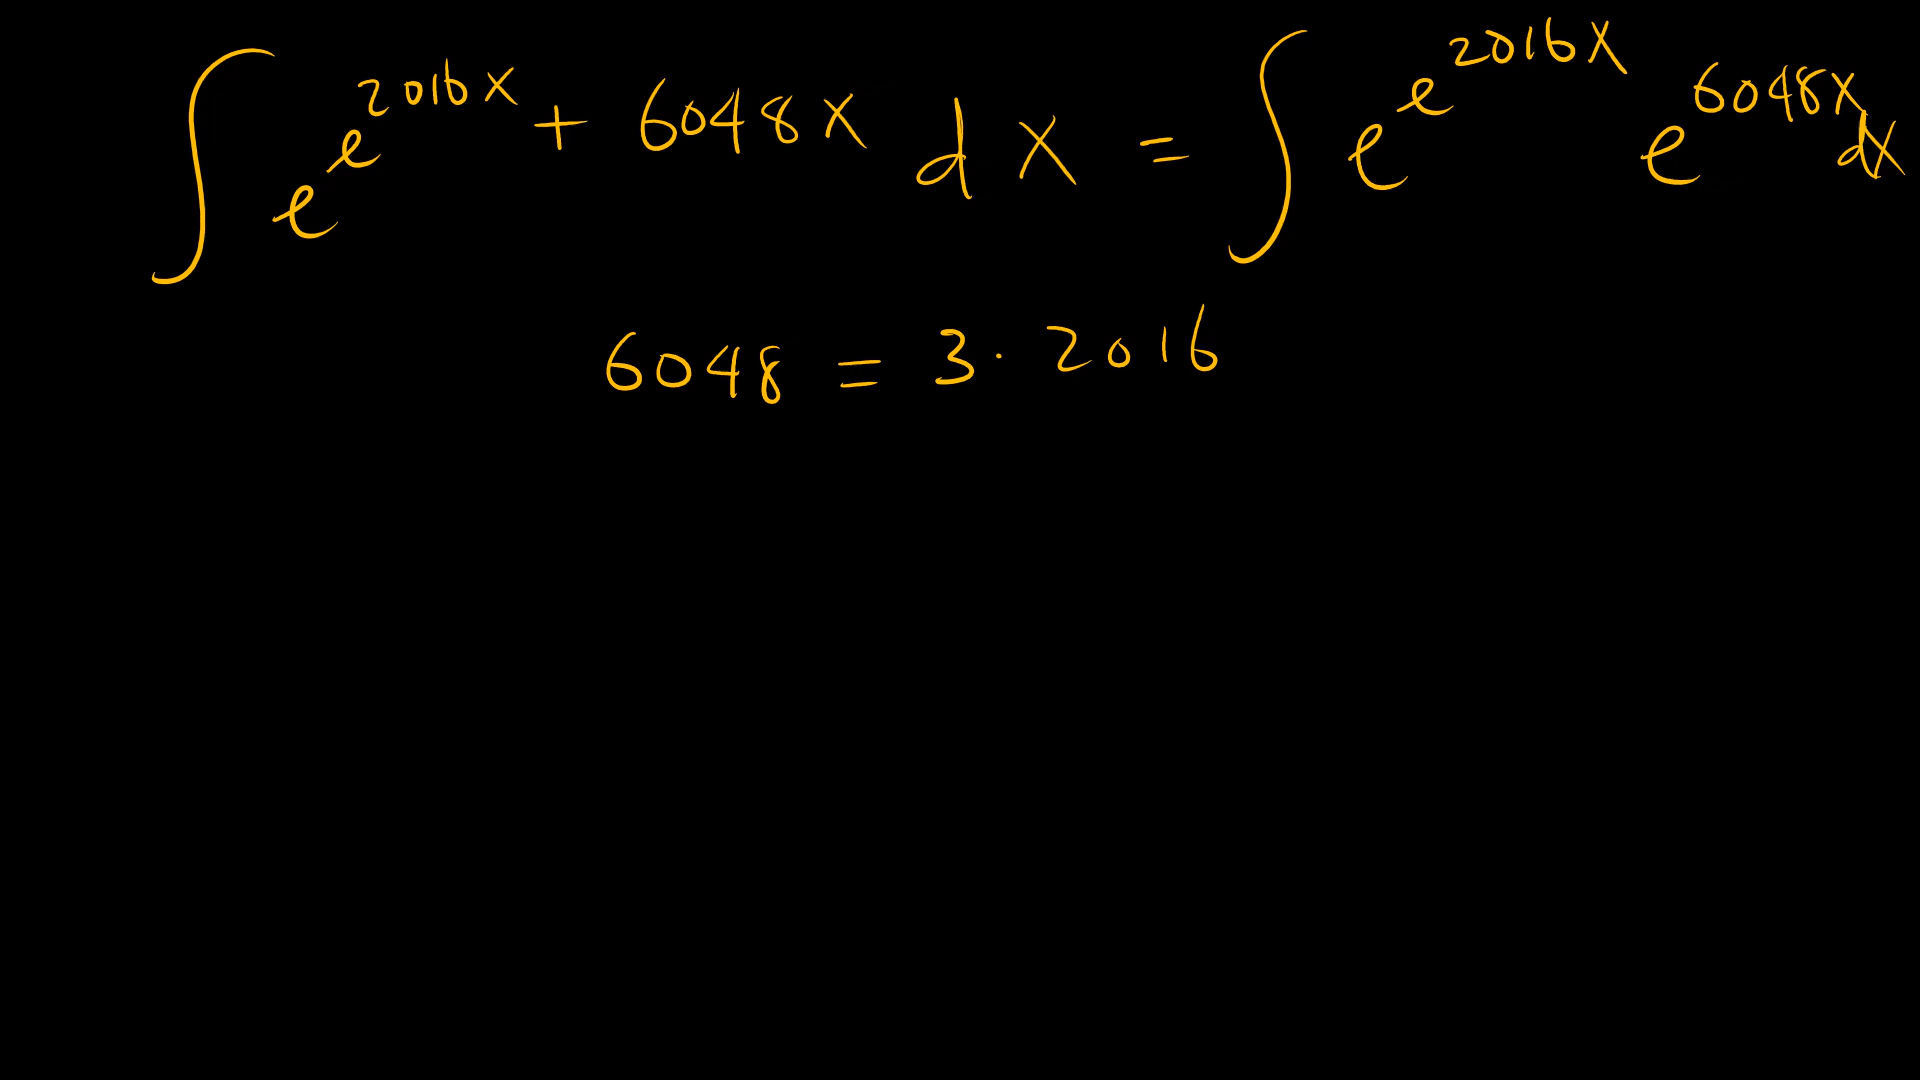 ∫ e^{e^{2016x} + 6048x} dx = ∫ e^{e^{2016x}} e^{6048x} dx
6048 = 3 · 2016